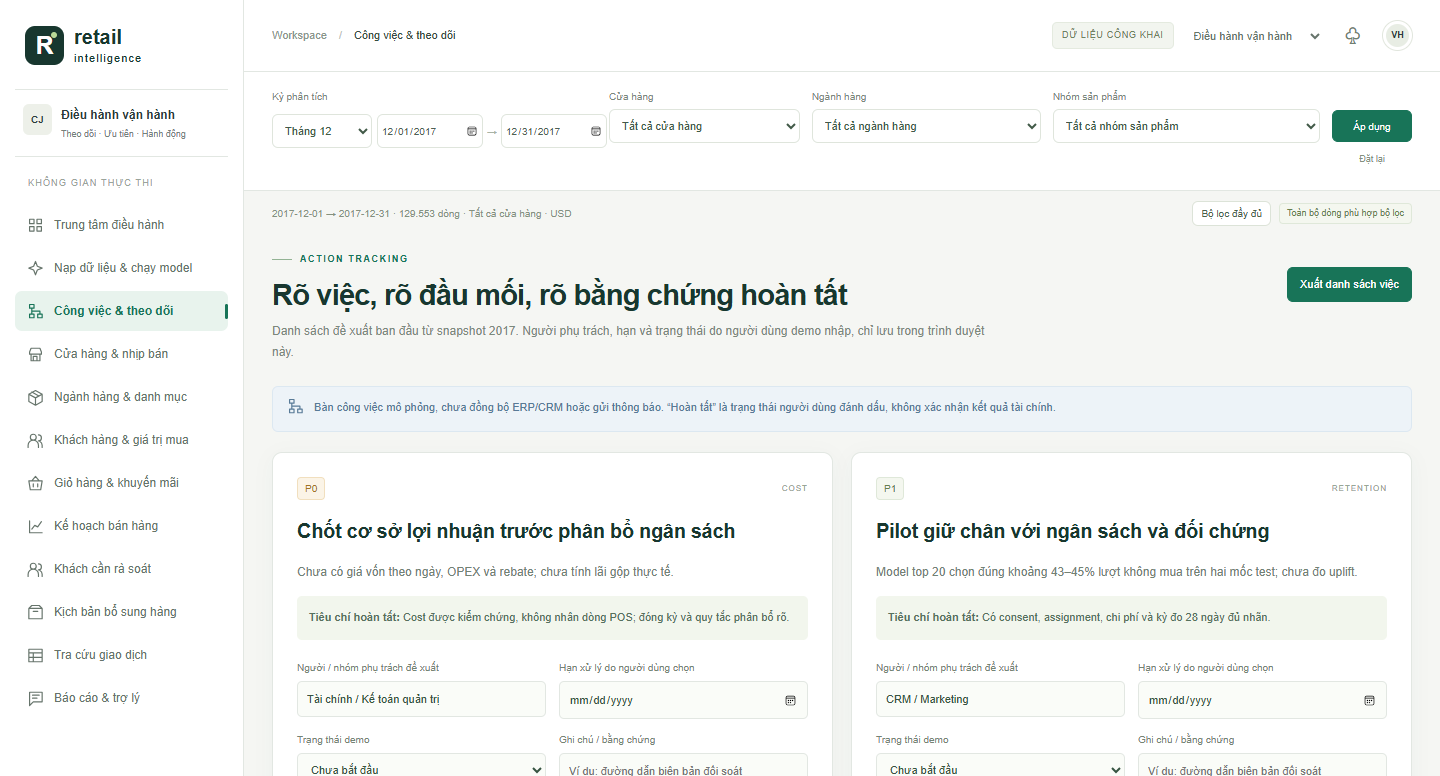 R
retail
intelligence
CJ
Điều hành vận hành
Theo dõi · Ưu tiên · Hành động
KHÔNG GIAN THỰC THI
Trung tâm điều hành
Nạp dữ liệu & chạy model
Công việc & theo dõi
Cửa hàng & nhịp bán
Ngành hàng & danh mục
Khách hàng & giá trị mua
Giỏ hàng & khuyến mãi
Kế hoạch bán hàng
Khách cần rà soát
Kịch bản bổ sung hàng
Tra cứu giao dịch
Báo cáo & trợ lý
Workspace / Công việc & theo dõi
DỮ LIỆU CÔNG KHAI
Điều hành vận hành
VH
Kỳ phân tích
Tháng 12
12/01/2017 → 12/31/2017
Cửa hàng
Tất cả cửa hàng
Ngành hàng
Tất cả ngành hàng
Nhóm sản phẩm
Tất cả nhóm sản phẩm
Áp dụng
Đặt lại
2017-12-01 → 2017-12-31 · 129.553 dòng · Tất cả cửa hàng · USD
Bộ lọc đầy đủ
Toàn bộ dòng phù hợp bộ lọc
ACTION TRACKING
Rõ việc, rõ đầu mối, rõ bằng chứng hoàn tất
Xuất danh sách việc
Danh sách đề xuất ban đầu từ snapshot 2017. Người phụ trách, hạn và trạng thái do người dùng demo nhập, chỉ lưu trong trình duyệt
này.
Bàn công việc mô phỏng, chưa đồng bộ ERP/CRM hoặc gửi thông báo. “Hoàn tất” là trạng thái người dùng đánh dấu, không xác nhận kết quả tài chính.
P0
COST
Chốt cơ sở lợi nhuận trước phân bổ ngân sách
Chưa có giá vốn theo ngày, OPEX và rebate; chưa tính lãi gộp thực tế.
Tiêu chí hoàn tất: Cost được kiểm chứng, không nhân dòng POS; đóng kỳ và quy tắc phân bổ rõ.
Người / nhóm phụ trách đề xuất
Tài chính / Kế toán quản trị
Hạn xử lý do người dùng chọn
mm/dd/yyyy
Trạng thái demo
Chưa bắt đầu
Ghi chú / bằng chứng
Ví dụ: đường dẫn biên bản đối soát
P1
RETENTION
Pilot giữ chân với ngân sách và đối chứng
Model top 20 chọn đúng khoảng 43–45% lượt không mua trên hai mốc test; chưa đo uplift.
Tiêu chí hoàn tất: Có consent, assignment, chi phí và kỳ đo 28 ngày đủ nhãn.
Người / nhóm phụ trách đề xuất
CRM / Marketing
Hạn xử lý do người dùng chọn
mm/dd/yyyy
Trạng thái demo
Chưa bắt đầu
Ghi chú / bằng chứng
Ví dụ: đường dẫn biên bản đối soát